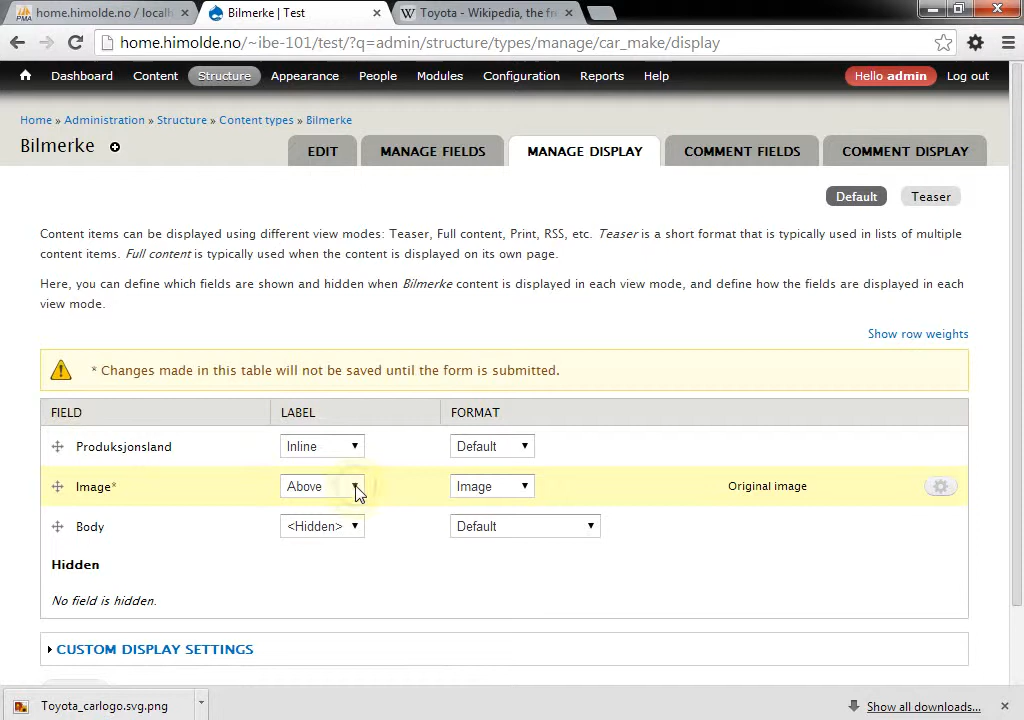 home.himolde.no / localh
Bilmerke | Test
Toyota - Wikipedia, the fr
home.himolde.no/~ibe-101/test/?q=admin/structure/types/manage/car_make/display
Dashboard Content Structure Appearance People Modules Configuration Reports Help Hello admin Log out
Home » Administration » Structure » Content types » Bilmerke
Bilmerke
EDIT MANAGE FIELDS MANAGE DISPLAY COMMENT FIELDS COMMENT DISPLAY
Default Teaser
Content items can be displayed using different view modes: Teaser, Full content, Print, RSS, etc. Teaser is a short format that is typically used in lists of multiple
content items. Full content is typically used when the content is displayed on its own page.
Here, you can define which fields are shown and hidden when Bilmerke content is displayed in each view mode, and define how the fields are displayed in each
view mode.
Show row weights
* Changes made in this table will not be saved until the form is submitted.
FIELD LABEL FORMAT
Produksjonsland Inline Default
Image* Above Image Original image
Body <Hidden> Default
Hidden
No field is hidden.
CUSTOM DISPLAY SETTINGS
Toyota_carlogo.svg.png
Show all downloads...